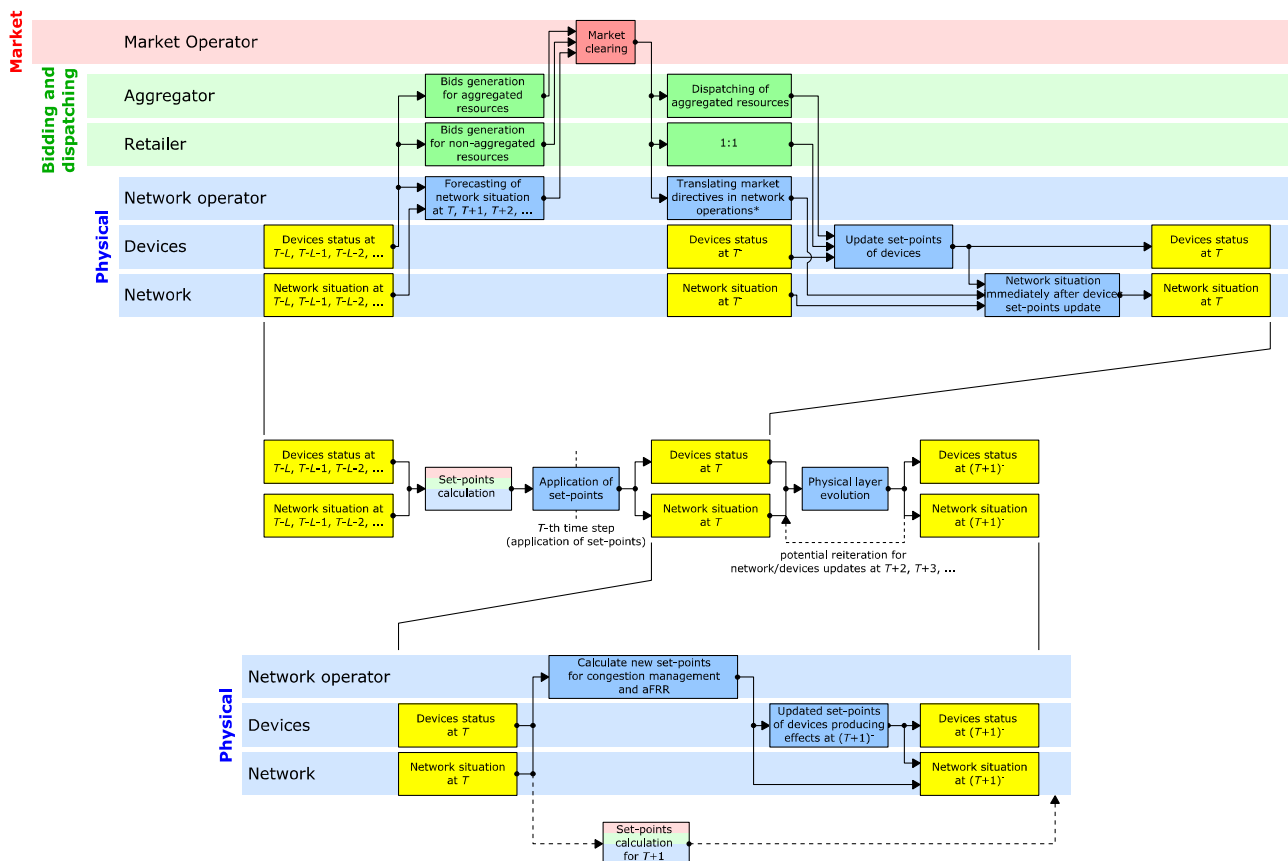 Market
Market Operator
Market
clearing
Bidding and
dispatching
Aggregator
Bids generation
for aggregated
resources
Dispatching of
aggregated resources
Retailer
Bids generation
for non-aggregated
resources
1:1
Physical
Network operator
Forecasting of
network situation
at T, T+1, T+2, ...
Translating market
directives in network
operations*
Devices
Devices status at
T-L, T-L-1, T-L-2, ...
Devices status
at T-
Update set-points
of devices
Devices status
at T
Network
Network situation at
T-L, T-L-1, T-L-2, ...
Network situation
at T-
Network situation
mmediately after device
set-points update
Network situation
at T
Devices status at
T-L, T-L-1, T-L-2, ...
Set-points
calculation
Application of
set-points
Devices status
at T
Physical layer
evolution
Devices status
at (T+1)-
Network situation at
T-L, T-L-1, T-L-2, ...
Network situation
at T
Network situation
at (T+1)-
T-th time step
(application of set-points)
potential reiteration for
network/devices updates at T+2, T+3, ...
Physical
Network operator
Calculate new set-points
for congestion management
and aFRR
Devices
Devices status
at T
Updated set-points
of devices producing
effects at (T+1)-
Devices status
at (T+1)-
Network
Network situation
at T
Network situation
at (T+1)-
Set-points
calculation
for T+1